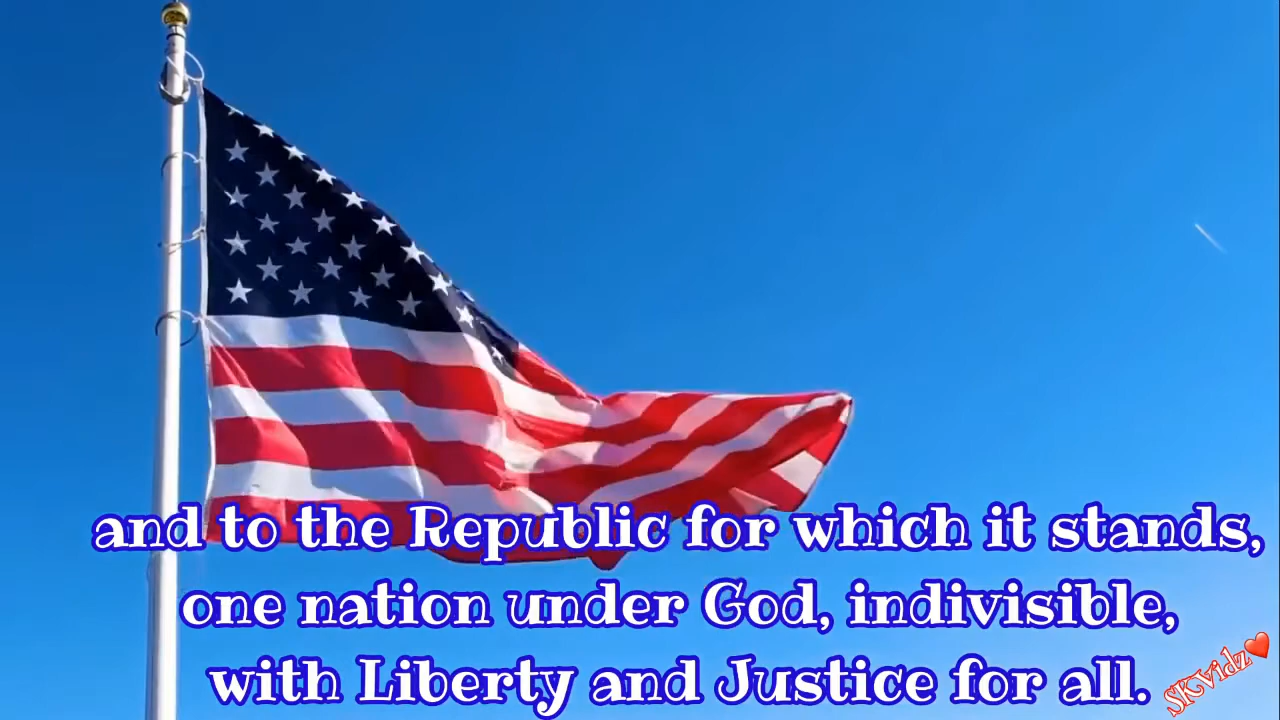 and to the Republic for which it stands,
one nation under God, indivisible,
with Liberty and Justice for all.
SKVidz